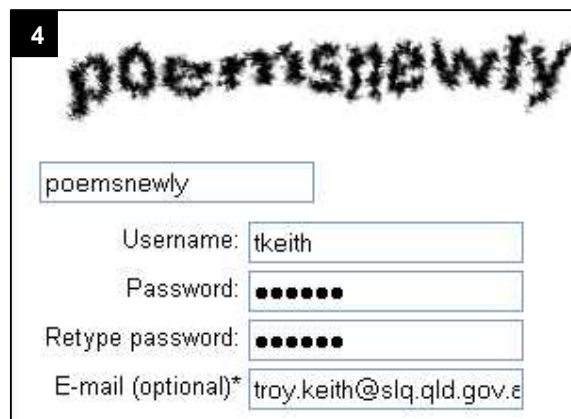 4
poemsnewly
poemsnewly
Username: tkeith
Password: ●●●●●●
Retype password: ●●●●●●
E-mail (optional)* troy.keith@slq.qld.gov.a